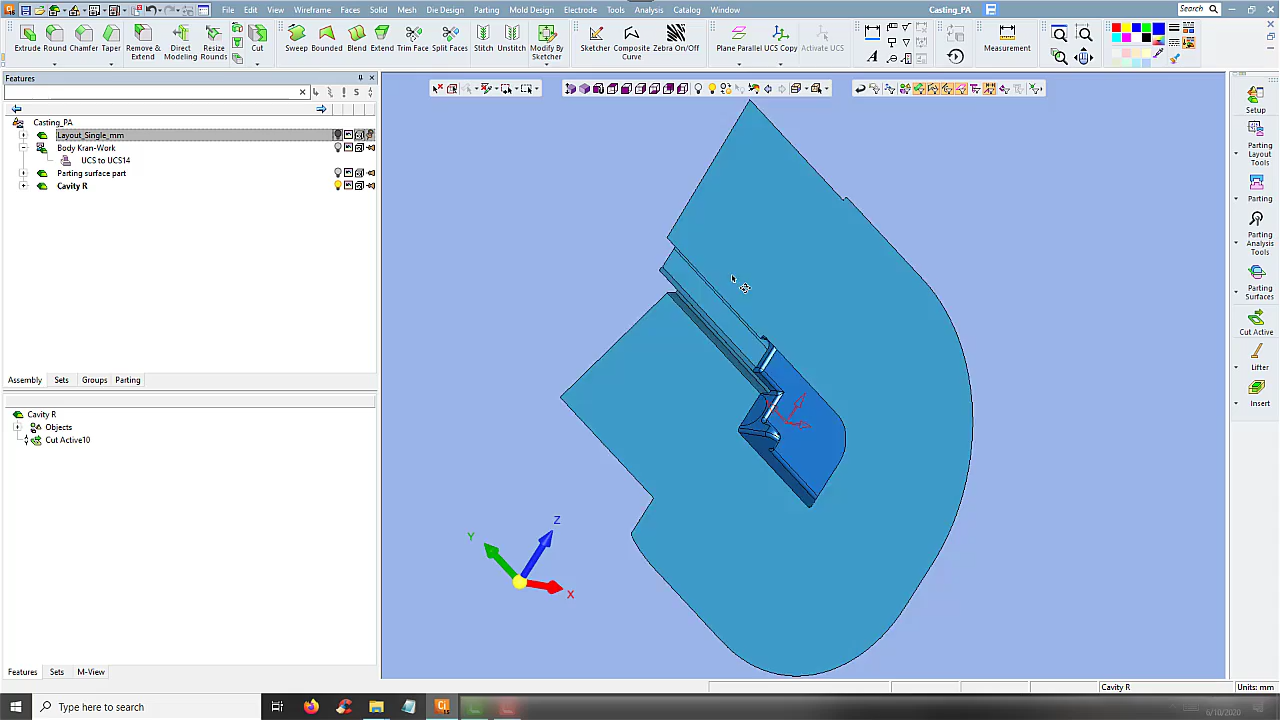 File Edit View Windows Wireframe Curves Faces Solid Mesh Die Design Parting Mold Design Electrode Tools Analysis Catalog Window
Casting_PA
Search
Extrude Round Chamfer Taper
Remove & Extend
Direct Modeling
Resize Rounds
Cut
Sweep Bounded Blend Extend
Unstitch
Modify By Sketcher
Sketcher
Composite Curve
Zebra On/Off
Plane Parallel UCS Copy
Activate UCS
Measurement
Features
Casting_PA
Layout_Single_mm
Body Kran-Work
UCS to UCS14
Parting surface part
Cavity R
Assembly Sets Groups Parting
Cavity R
Objects
Cut Active10
Features Sets M-View
Z
Y
X
Setup
Parting Layout Tools
Parting
Parting Analysis Tools
Parting Surfaces
Cut Active
Lifter
Insert
Cavity R
Units: mm
Type here to search
6/10/2020